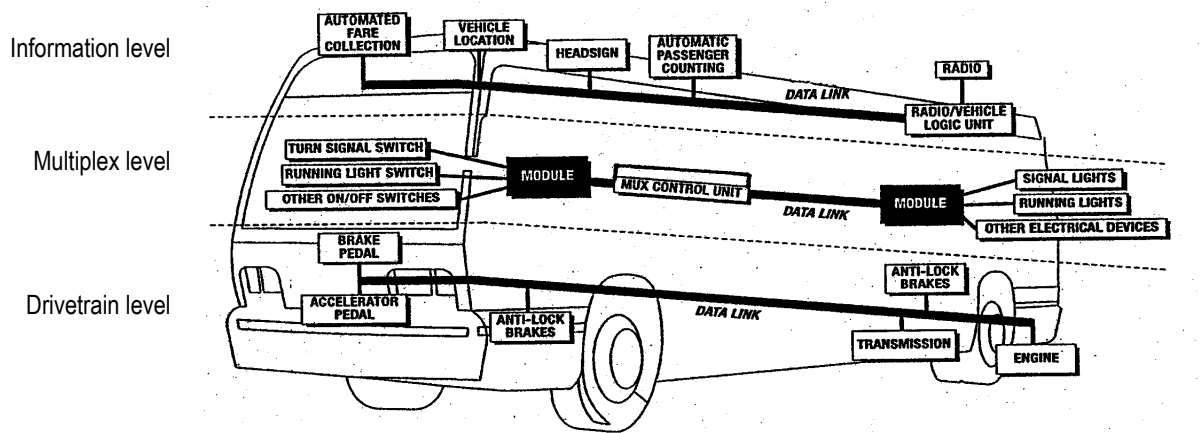 Information level
AUTOMATED
FARE
COLLECTION
VEHICLE
LOCATION
HEADSIGN
AUTOMATIC
PASSENGER
COUNTING
DATA LINK
RADIO
RADIO/VEHICLE
LOGIC UNIT
Multiplex level
TURN SIGNAL SWITCH
RUNNING LIGHT SWITCH
OTHER ON/OFF SWITCHES
MODULE
MUX CONTROL UNIT
DATA LINK
MODULE
SIGNAL LIGHTS
RUNNING LIGHTS
OTHER ELECTRICAL DEVICES
Drivetrain level
BRAKE
PEDAL
ACCELERATOR
PEDAL
ANTI-LOCK
BRAKES
DATA LINK
ANTI-LOCK
BRAKES
TRANSMISSION
ENGINE